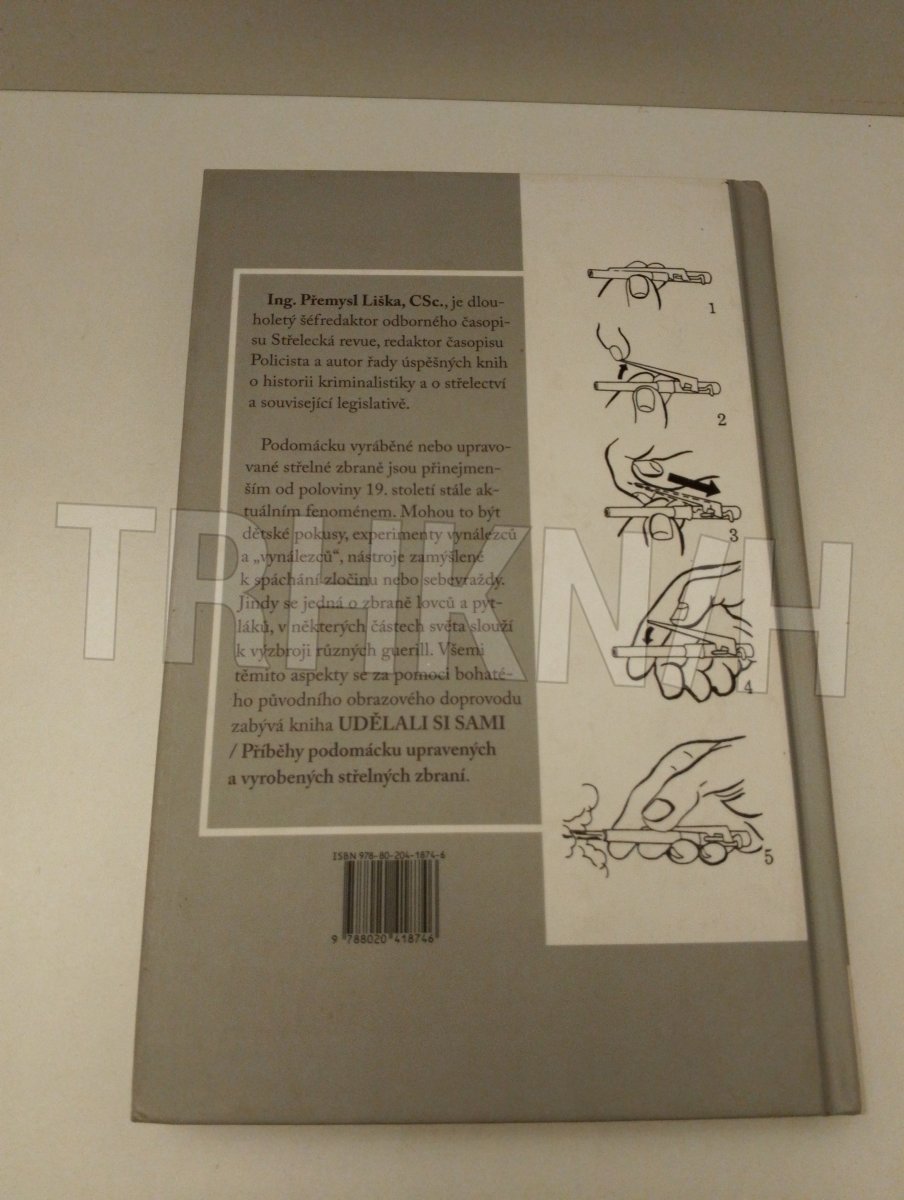 Ing. Přemysl Liška, CSc., je dlou-
holetý šéfredaktor odborného časopi-
su Střelecká revue, redaktor časopisu
Policista a autor řady úspěšných knih
o historii kriminalistiky a o střelectví
a související legislativě.
Podomácku vyráběné nebo upravo-
vané střelné zbraně jsou přinejmen-
ším od poloviny 19. století stále ak-
tuálním fenoménem. Mohou to být
dětské pokusy, experimenty vynálezců
a „vynálezců“, nástroje zamýšlené
k spáchání zločinu nebo sebevraždy.
Jindy se jedná o zbraně lovců a pyt-
láků, v některých částech světa slouží
k výzbroji různých guerill. Všemi
těmito aspekty se za pomoci bohaté-
ho původního obrazového doprovodu
zabývá kniha UDĚLALI SI SAMI
/ Příběhy podomácku upravených
a vyrobených střelných zbraní.
ISBN 978-80-204-1874-6
9 788020 418746
1
2
3
4
5
TRHKNIH